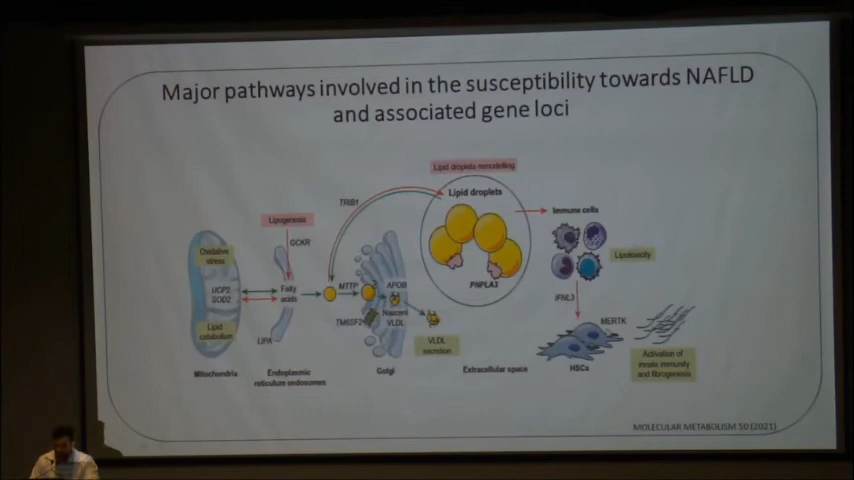 Major pathways involved in the susceptibility towards NAFLD
and associated gene loci
Lipid droplets remodelling
Lipid droplets
TRIB1
Immune cells
Lipogenesis
GCKR
Oxidative
stress
Lipotoxicity
UCP2
SOD2
Fatty
acids
MTTP
APOB
PNPLA3
IFNL3
Nascent
VLDL
TM6SF2
MERTK
Lipid
catabolism
LIPA
VLDL
secretion
Activation of
innate immunity
and fibrogenesis
Mitochondria
Endoplasmic
reticulum endosomes
Golgi
Extracellular space
HSCs
MOLECULAR METABOLISM 50 (2021)